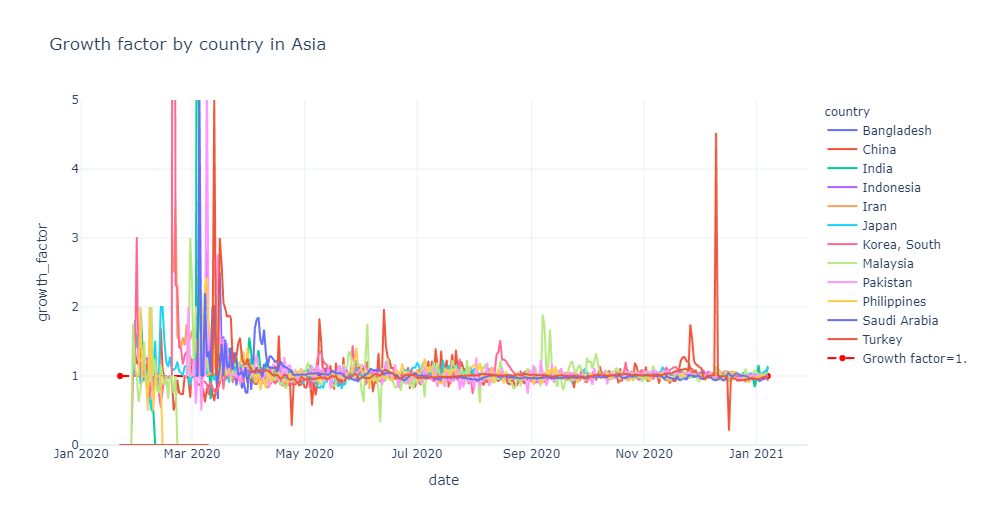 Growth factor by country in Asia
growth_factor
5
4
3
2
1
0
Jan 2020
Mar 2020
May 2020
Jul 2020
Sep 2020
Nov 2020
Jan 2021
date
country
Bangladesh
China
India
Indonesia
Iran
Japan
Korea, South
Malaysia
Pakistan
Philippines
Saudi Arabia
Turkey
Growth factor=1.